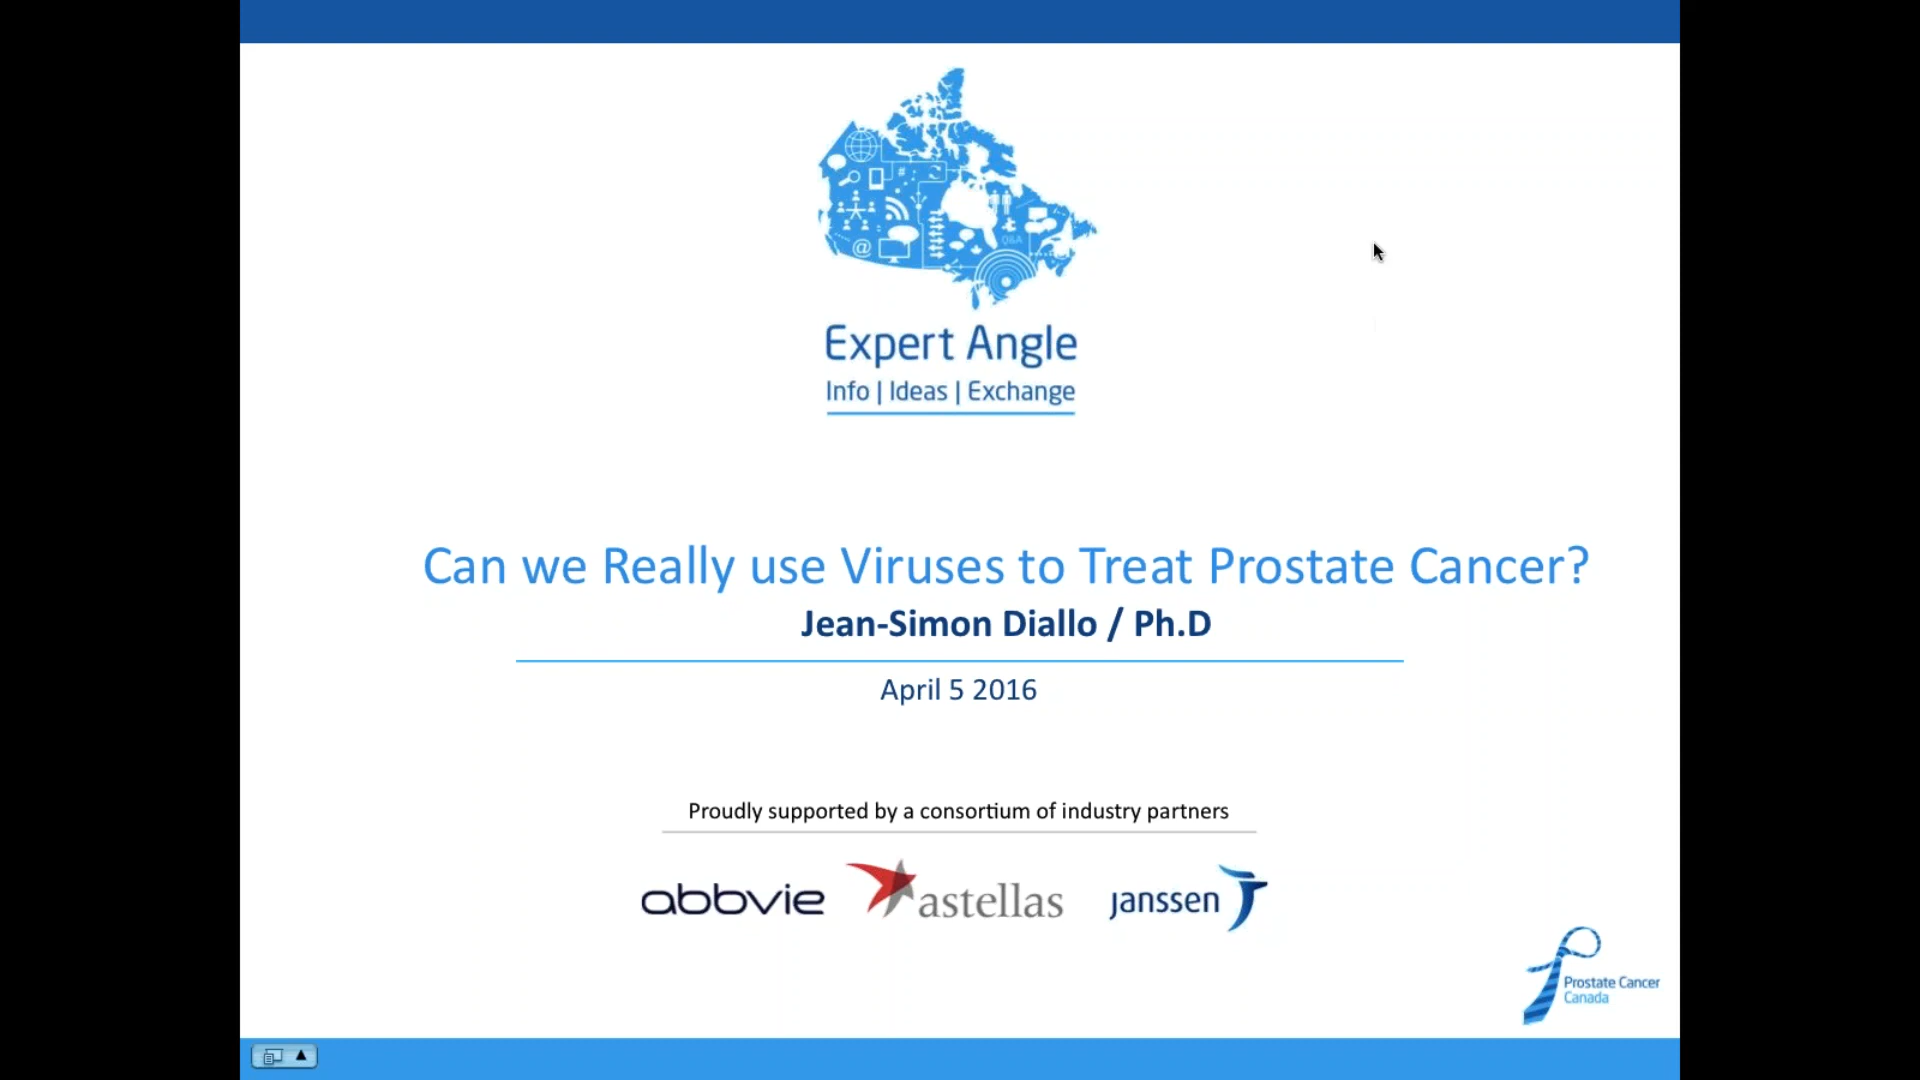 #
@
Q&A
Expert Angle
Info | Ideas | Exchange
Can we Really use Viruses to Treat Prostate Cancer?
Jean-Simon Diallo / Ph.D
April 5 2016
Proudly supported by a consortium of industry partners
abbvie
astellas
janssen
Prostate Cancer
Canada